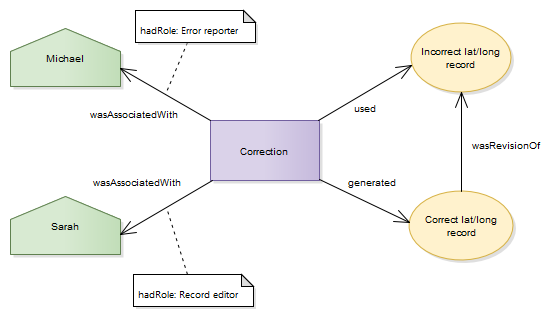 hadRole: Error reporter
Michael
Incorrect lat/long
record
wasAssociatedWith
used
Correction
wasRevisionOf
wasAssociatedWith
generated
Sarah
Correct lat/long
record
hadRole: Record editor